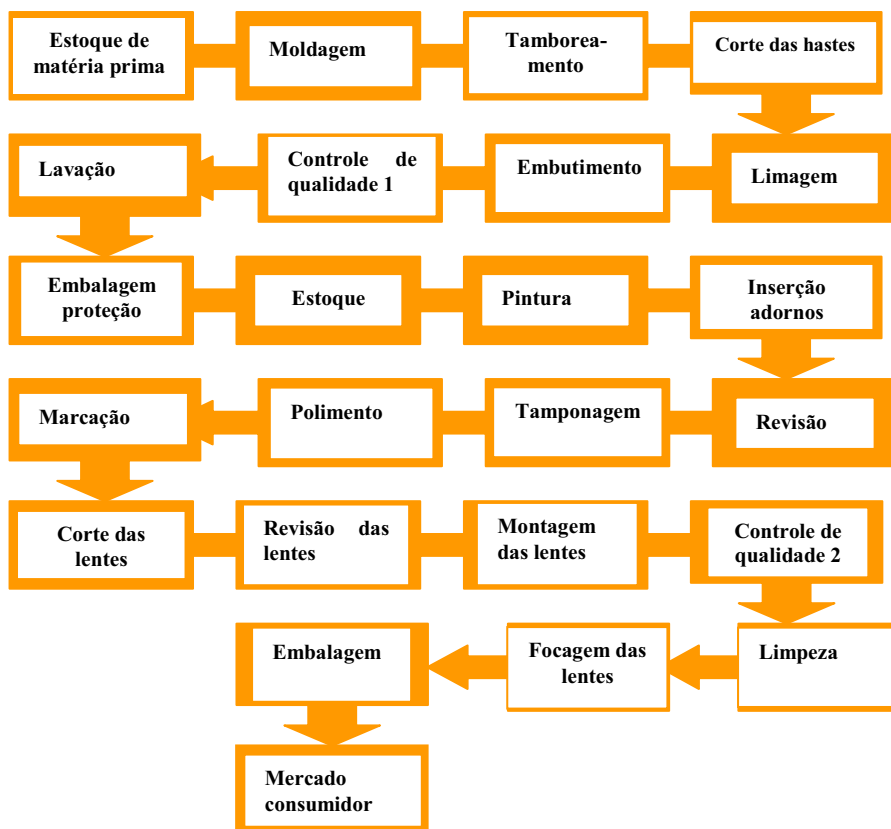 Estoque de
matéria prima
Moldagem
Tamborea-
mento
Corte das hastes
Lavação
Controle de
qualidade 1
Embutimento
Limagem
Embalagem
proteção
Estoque
Pintura
Inserção
adornos
Marcação
Polimento
Tamponagem
Revisão
Corte das
lentes
Revisão das
lentes
Montagem
das lentes
Controle de
qualidade 2
Embalagem
Focagem das
lentes
Limpeza
Mercado
consumidor